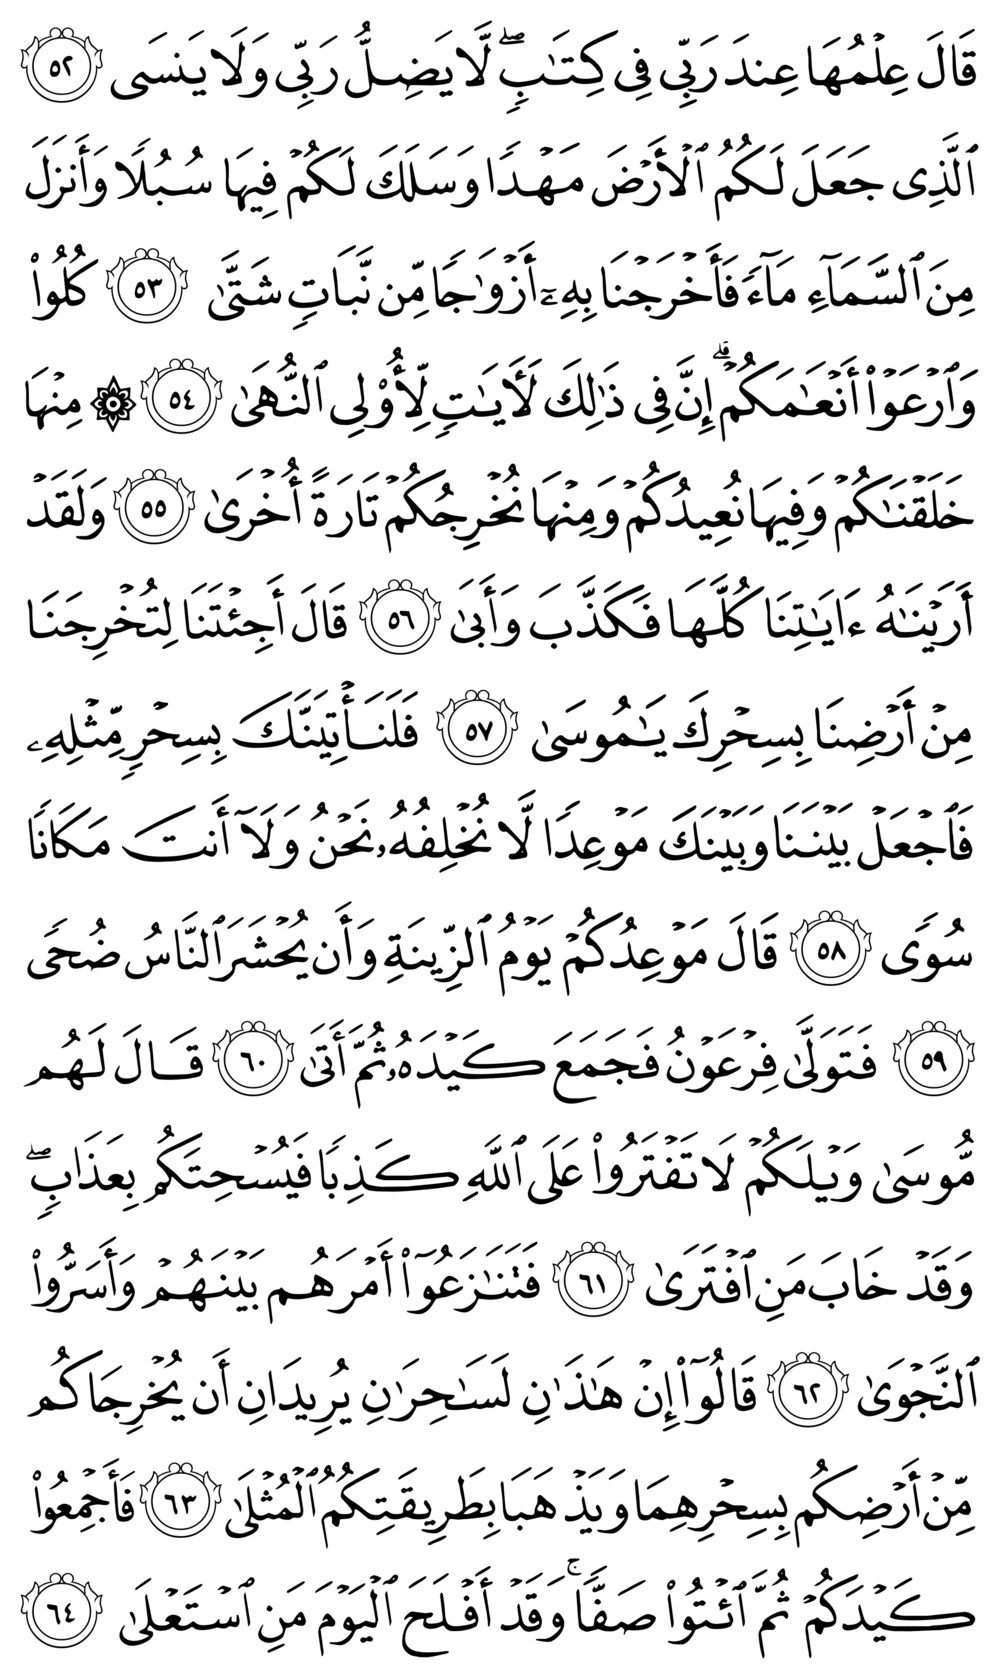 قَالَ عِلْمُهَا عِندَ رَبِّى فِى كِتَٰبٍۖ لَّا يَضِلُّ رَبِّى وَلَا يَنسَى ٥٢
ٱلَّذِى جَعَلَ لَكُمُ ٱلْأَرْضَ مَهْدًا وَسَلَكَ لَكُمْ فِيهَا سُبُلًا وَأَنزَلَ
مِنَ ٱلسَّمَآءِ مَآءً فَأَخْرَجْنَا بِهِۦٓ أَزْوَٰجًا مِّن نَّبَاتٍ شَتَّىٰ ٥٣ كُلُوا۟
وَٱرْعَوْا۟ أَنْعَٰمَكُمْۗ إِنَّ فِى ذَٰلِكَ لَءَايَٰتٍ لِّأُو۟لِى ٱلنُّهَىٰ ٥٤ ۞ مِنْهَا
خَلَقْنَٰكُمْ وَفِيهَا نُعِيدُكُمْ وَمِنْهَا نُخْرِجُكُمْ تَارَةً أُخْرَىٰ ٥٥ وَلَقَدْ
أَرَيْنَٰهُ ءَايَٰتِنَا كُلَّهَا فَكَذَّبَ وَأَبَىٰ ٥٦ قَالَ أَجِئْتَنَا لِتُخْرِجَنَا
مِنْ أَرْضِنَا بِسِحْرِكَ يَٰمُوسَىٰ ٥٧ فَلَنَأْتِيَنَّكَ بِسِحْرٍ مِّثْلِهِۦ
فَٱجْعَلْ بَيْنَنَا وَبَيْنَكَ مَوْعِدًا لَّا نُخْلِفُهُۥ نَحْنُ وَلَآ أَنتَ مَكَانًا
سُوًى ٥٨ قَالَ مَوْعِدُكُمْ يَوْمُ ٱلزِّينَةِ وَأَن يُحْشَرَ ٱلنَّاسُ ضُحًى
٥٩ فَتَوَلَّىٰ فِرْعَوْنُ فَجَمَعَ كَيْدَهُۥ ثُمَّ أَتَىٰ ٦٠ قَالَ لَهُم
مُّوسَىٰ وَيْلَكُمْ لَا تَفْتَرُوا۟ عَلَى ٱللَّهِ كَذِبًا فَيُسْحِتَكُم بِعَذَابٍۖ
وَقَدْ خَابَ مَنِ ٱفْتَرَىٰ ٦١ فَتَنَٰزَعُوٓا۟ أَمْرَهُم بَيْنَهُمْ وَأَسَرُّوا۟
ٱلنَّجْوَىٰ ٦٢ قَالُوٓا۟ إِنْ هَٰذَٰنِ لَسَٰحِرَٰنِ يُرِيدَانِ أَن يُخْرِجَاكُم
مِّنْ أَرْضِكُم بِسِحْرِهِمَا وَيَذْهَبَا بِطَرِيقَتِكُمُ ٱلْمُثْلَىٰ ٦٣ فَأَجْمِعُوا۟
كَيْدَكُمْ ثُمَّ ٱئْتُوا۟ صَفًّاۚ وَقَدْ أَفْلَحَ ٱلْيَوْمَ مَنِ ٱسْتَعْلَىٰ ٦٤